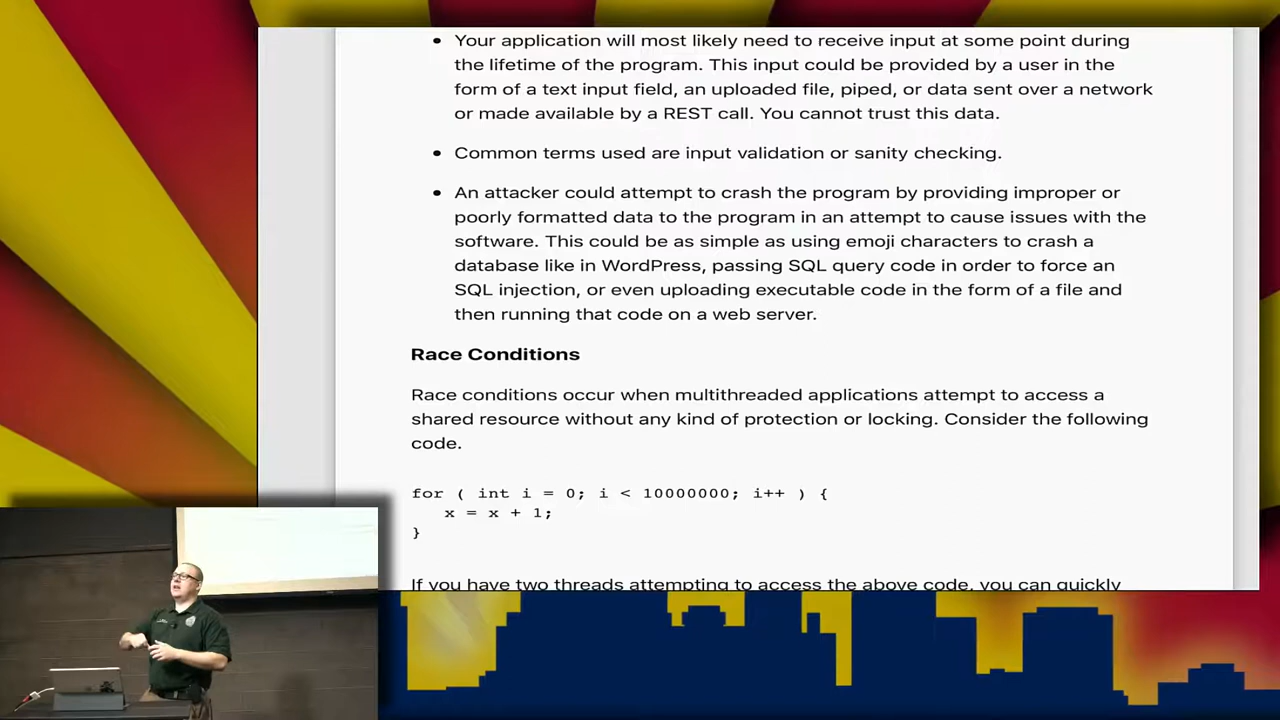 Your application will most likely need to receive input at some point during
the lifetime of the program. This input could be provided by a user in the
form of a text input field, an uploaded file, piped, or data sent over a network
or made available by a REST call. You cannot trust this data.
Common terms used are input validation or sanity checking.
An attacker could attempt to crash the program by providing improper or
poorly formatted data to the program in an attempt to cause issues with the
software. This could be as simple as using emoji characters to crash a
database like in WordPress, passing SQL query code in order to force an
SQL injection, or even uploading executable code in the form of a file and
then running that code on a web server.
Race Conditions
Race conditions occur when multithreaded applications attempt to access a
shared resource without any kind of protection or locking. Consider the following
code.
for ( int i = 0; i < 10000000; i++ ) {
x = x + 1;
}
If you have two threads attempting to access the above code, you can quickly